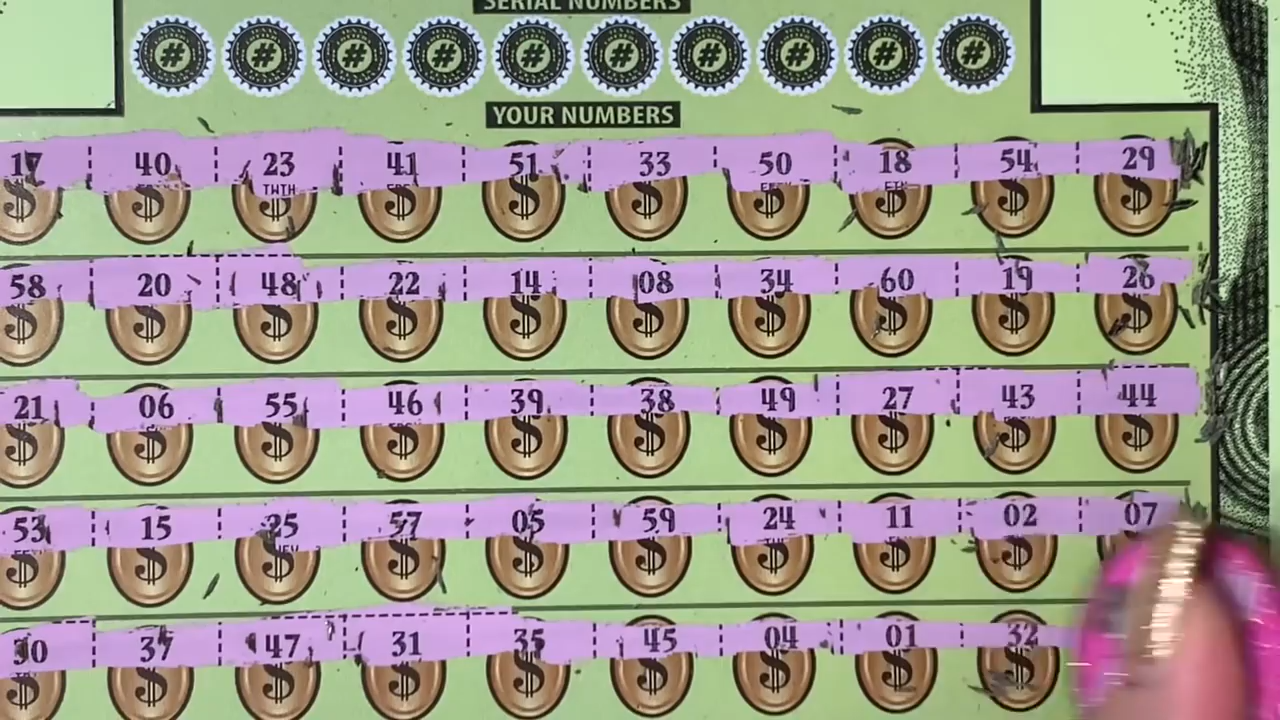 SERIAL NUMBERS
# # # # # # # # # #
YOUR NUMBERS
17 40 23 41 51 33 50 18 54 29
TWTH
$ $ $ $ $ $ $ $ $ $
58 20 48 22 14 08 34 60 19 26
$ $ $ $ $ $ $ $ $ $
21 06 55 46 39 38 49 27 43 44
$ $ $ $ $ $ $ $ $ $
53 15 25 57 05 59 24 11 02 07
$ $ $ $ $ $ $ $ $
30 37 47 31 35 45 04 01 32
$ $ $ $ $ $ $ $ $